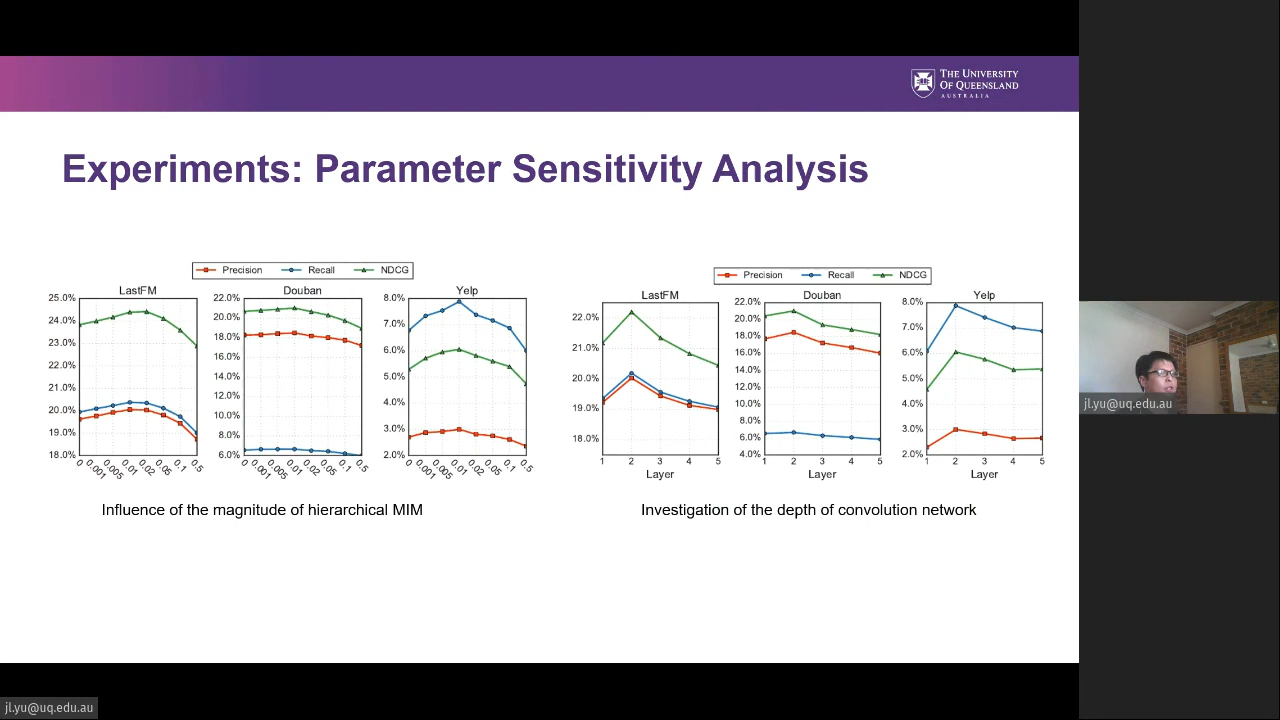 THE UNIVERSITY
OF QUEENSLAND
AUSTRALIA
Experiments: Parameter Sensitivity Analysis
Precision Recall NDCG
LastFM
25.0%
24.0%
23.0%
22.0%
21.0%
20.0%
19.0%
18.0%
0 0.001 0.005 0.01 0.02 0.05 0.1 0.5
Douban
22.0%
20.0%
18.0%
16.0%
14.0%
12.0%
10.0%
8.0%
6.0%
0 0.001 0.005 0.01 0.02 0.05 0.1 0.5
Yelp
8.0%
7.0%
6.0%
5.0%
4.0%
3.0%
2.0%
0 0.001 0.005 0.01 0.02 0.05 0.1 0.5
Influence of the magnitude of hierarchical MIM
Precision Recall NDCG
LastFM
22.0%
21.0%
20.0%
19.0%
18.0%
1 2 3 4 5
Layer
Douban
22.0%
20.0%
18.0%
16.0%
14.0%
12.0%
10.0%
8.0%
6.0%
4.0%
1 2 3 4 5
Layer
Yelp
8.0%
7.0%
6.0%
5.0%
4.0%
3.0%
2.0%
1 2 3 4 5
Layer
Investigation of the depth of convolution network
jl.yu@uq.edu.au
jl.yu@uq.edu.au